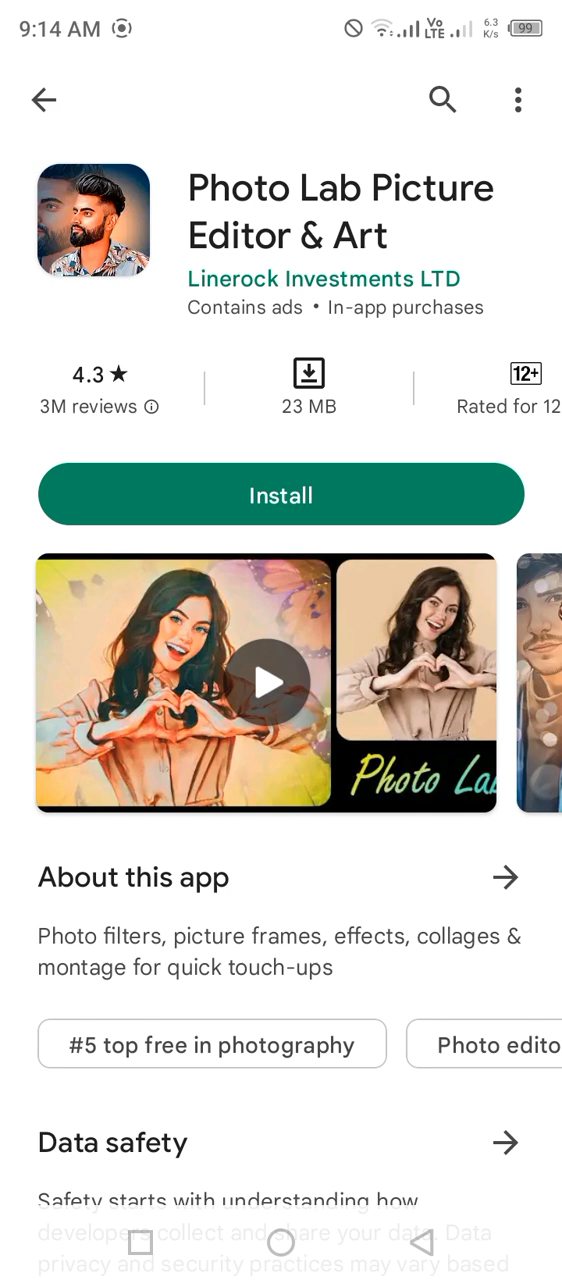 9:14 AM
Vo
LTE
6.3
K/s
99
Photo Lab Picture
Editor & Art
Linerock Investments LTD
Contains ads • In-app purchases
4.3 ★
12+
3M reviews
23 MB
Rated for 12
Install
Photo La
About this app
Photo filters, picture frames, effects, collages &
montage for quick touch-ups
#5 top free in photography
Photo edito
Data safety
Safety starts with understanding how
developers collect and share your data. Data
privacy and security practices may vary based